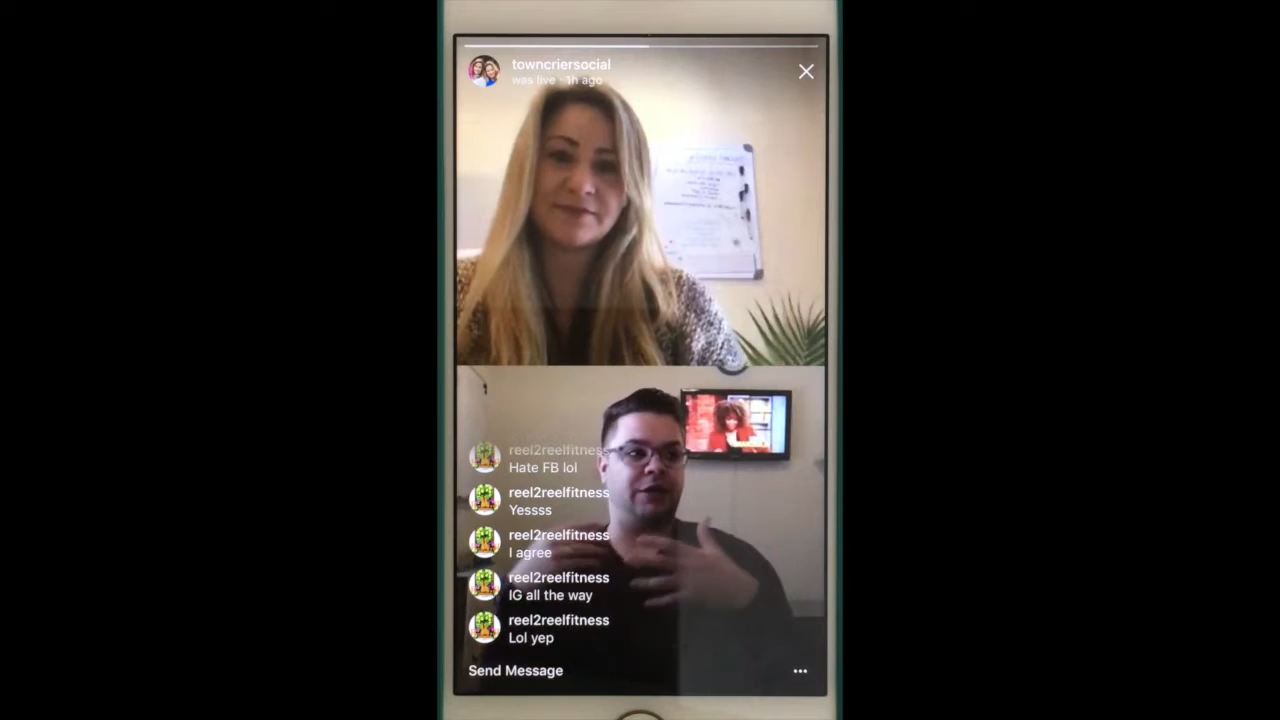 towncriersocial
was live · 1h ago
reel2reelfitness
Hate FB lol
reel2reelfitness
Yessss
reel2reelfitness
I agree
reel2reelfitness
IG all the way
reel2reelfitness
Lol yep
Send Message